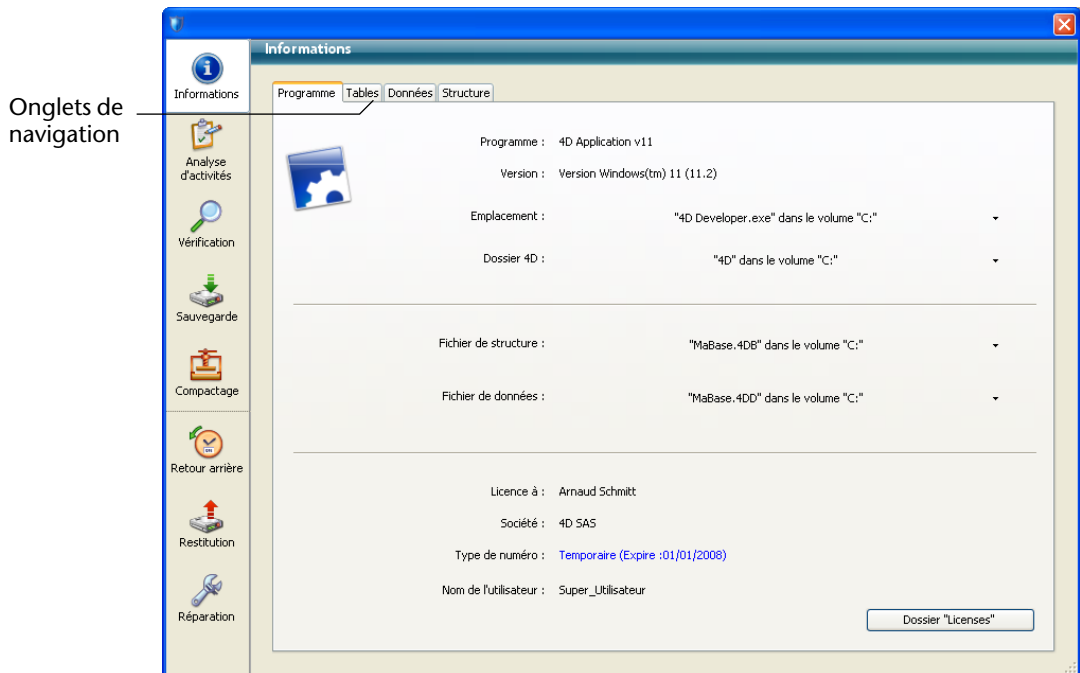 Onglets de
navigation
Informations
Informations
Analyse
d'activités
Vérification
Sauvegarde
Compactage
Retour arrière
Restitution
Réparation
Programme Tables Données Structure
Programme : 4D Application v11
Version : Version Windows(tm) 11 (11.2)
Emplacement : "4D Developer.exe" dans le volume "C:"
Dossier 4D : "4D" dans le volume "C:"
Fichier de structure : "MaBase.4DB" dans le volume "C:"
Fichier de données : "MaBase.4DD" dans le volume "C:"
Licence à : Arnaud Schmitt
Société : 4D SAS
Type de numéro : Temporaire (Expire :01/01/2008)
Nom de l'utilisateur : Super_Utilisateur
Dossier "Licenses"